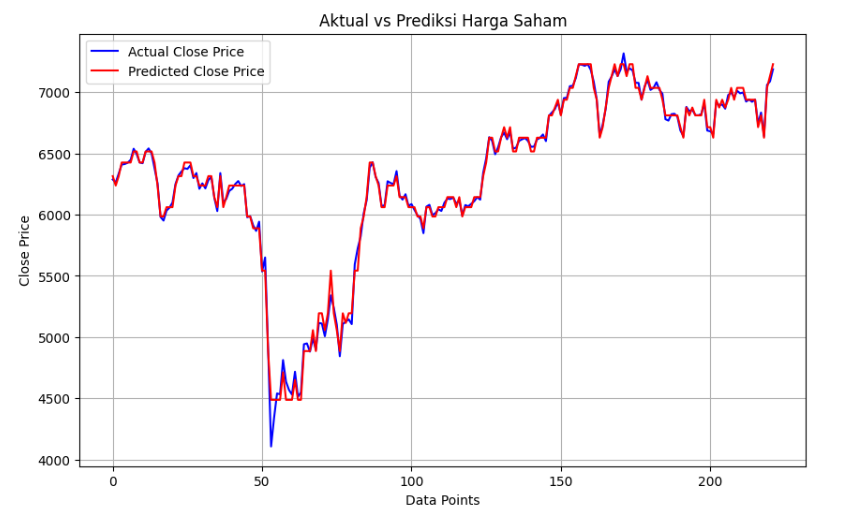 Aktual vs Prediksi Harga Saham
Actual Close Price
Predicted Close Price
Close Price
7000
6500
6000
5500
5000
4500
4000
0
50
100
150
200
Data Points